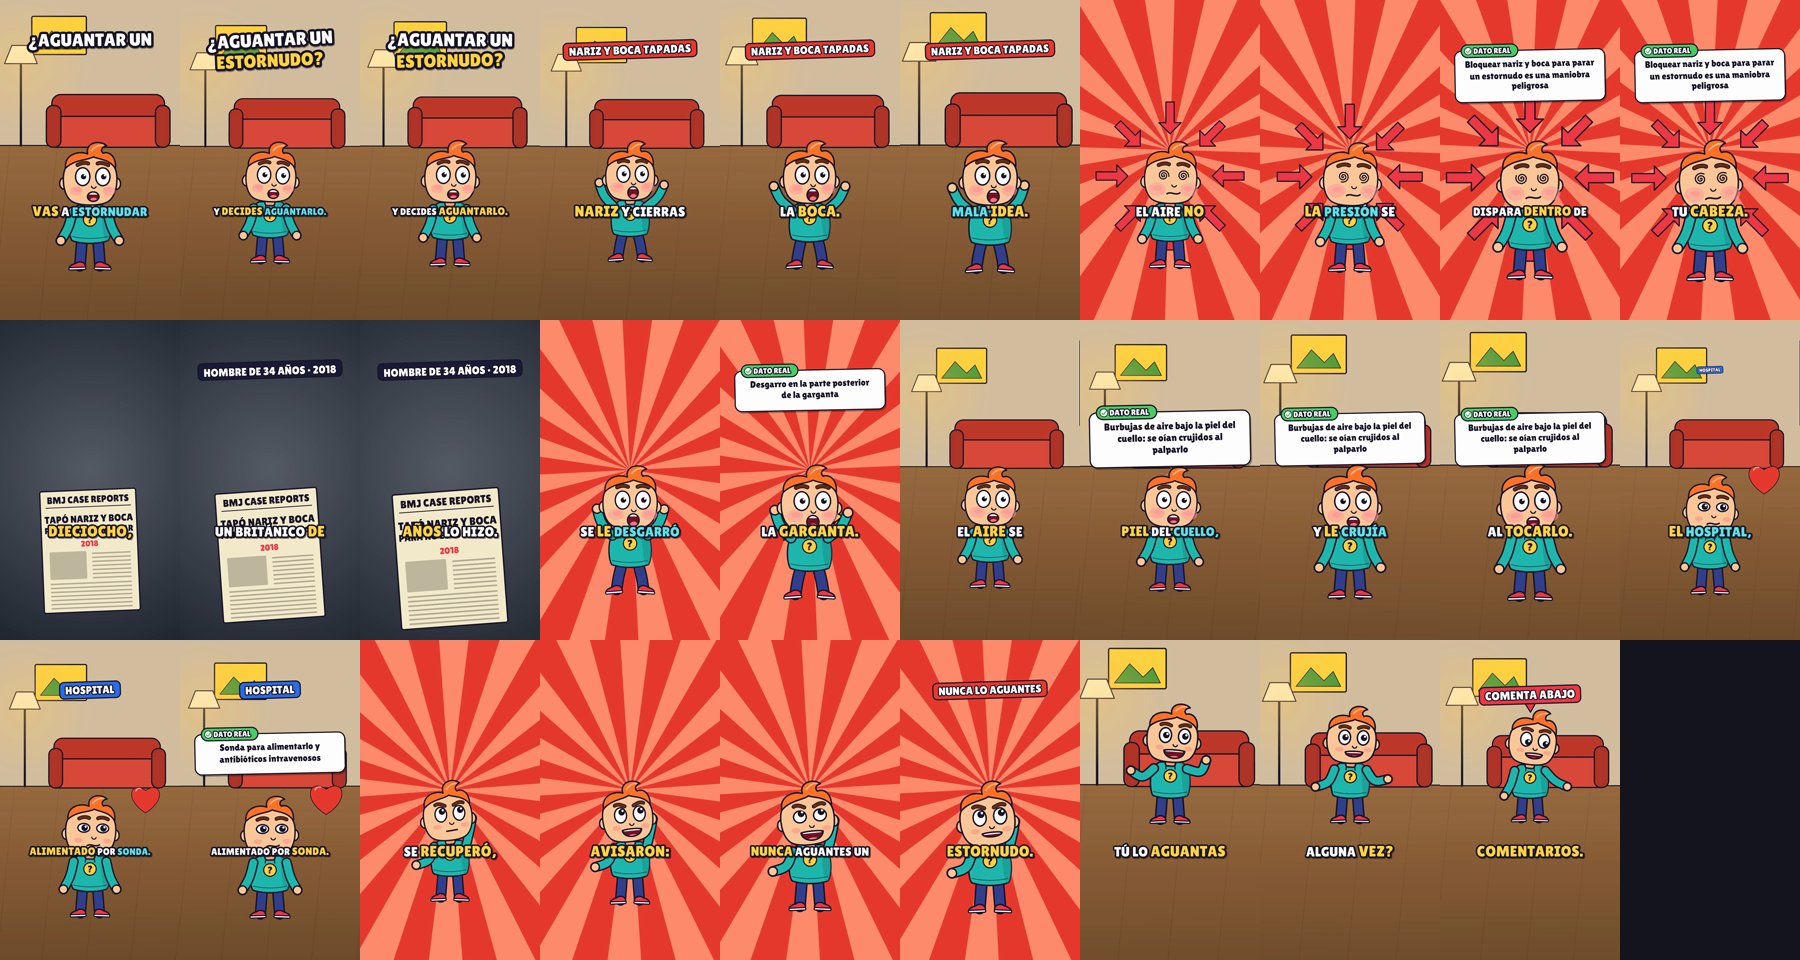 ¿AGUANTAR UN
VAS A ESTORNUDAR
¿AGUANTAR UN
ESTORNUDO?
Y DECIDES AGUANTARLO.
¿AGUANTAR UN
ESTORNUDO?
Y DECIDES AGUANTARLO.
NARIZ Y BOCA TAPADAS
NARIZ Y CIERRAS
NARIZ Y BOCA TAPADAS
LA BOCA.
NARIZ Y BOCA TAPADAS
MALA IDEA.
EL AIRE NO
LA PRESIÓN SE
DATO REAL
Bloquear nariz y boca para parar
un estornudo es una maniobra
peligrosa
DISPARA DENTRO DE
DATO REAL
Bloquear nariz y boca para parar
un estornudo es una maniobra
peligrosa
TU CABEZA.
BMJ CASE REPORTS
TAPÓ NARIZ Y BOCA
DIECIOCHO,
2018
HOMBRE DE 34 AÑOS · 2018
BMJ CASE REPORTS
TAPÓ NARIZ Y BOCA
UN BRITÁNICO DE
2018
HOMBRE DE 34 AÑOS · 2018
BMJ CASE REPORTS
TAPÓ NARIZ Y BOCA
AÑOS LO HIZO.
2018
SE LE DESGARRÓ
DATO REAL
Desgarro en la parte posterior
de la garganta
LA GARGANTA.
EL AIRE SE
DATO REAL
Burbujas de aire bajo la piel del
cuello: se oían crujidos al
palparlo
PIEL DEL CUELLO,
DATO REAL
Burbujas de aire bajo la piel del
cuello: se oían crujidos al
palparlo
Y LE CRUJÍA
DATO REAL
Burbujas de aire bajo la piel del
cuello: se oían crujidos al
palparlo
AL TOCARLO.
HOSPITAL
EL HOSPITAL,
HOSPITAL
ALIMENTADO POR SONDA.
HOSPITAL
DATO REAL
Sonda para alimentarlo y
antibióticos intravenosos
ALIMENTADO POR SONDA.
SE RECUPERÓ,
AVISARON:
NUNCA AGUANTES UN
NUNCA LO AGUANTES
ESTORNUDO.
TÚ LO AGUANTAS
ALGUNA VEZ?
COMENTA ABAJO
COMENTARIOS.